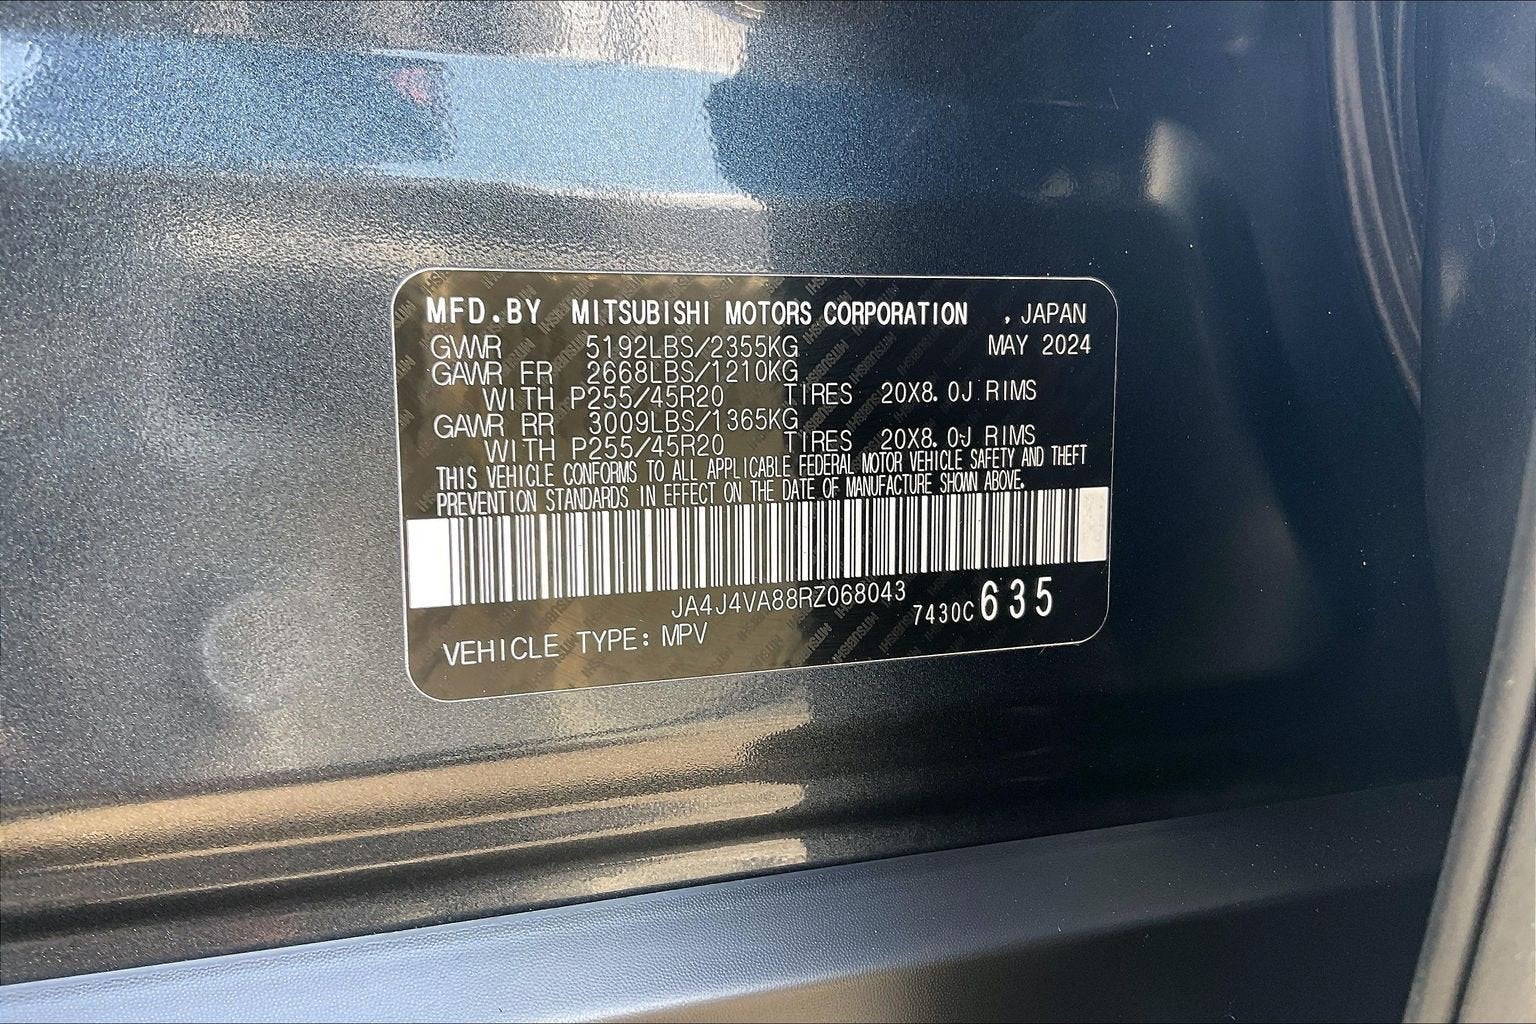 MFD.BY MITSUBISHI MOTORS CORPORATION , JAPAN
GVWR 5192LBS/2355KG MAY 2024
GAWR FR 2668LBS/1210KG
WITH P255/45R20 TIRES 20X8.0J RIMS
GAWR RR 3009LBS/1365KG
WITH P255/45R20 TIRES 20X8.0J RIMS
THIS VEHICLE CONFORMS TO ALL APPLICABLE FEDERAL MOTOR VEHICLE SAFETY AND THEFT
PREVENTION STANDARDS IN EFFECT ON THE DATE OF MANUFACTURE SHOWN ABOVE.
JA4J4VA88RZ068043 7430C 635
VEHICLE TYPE: MPV